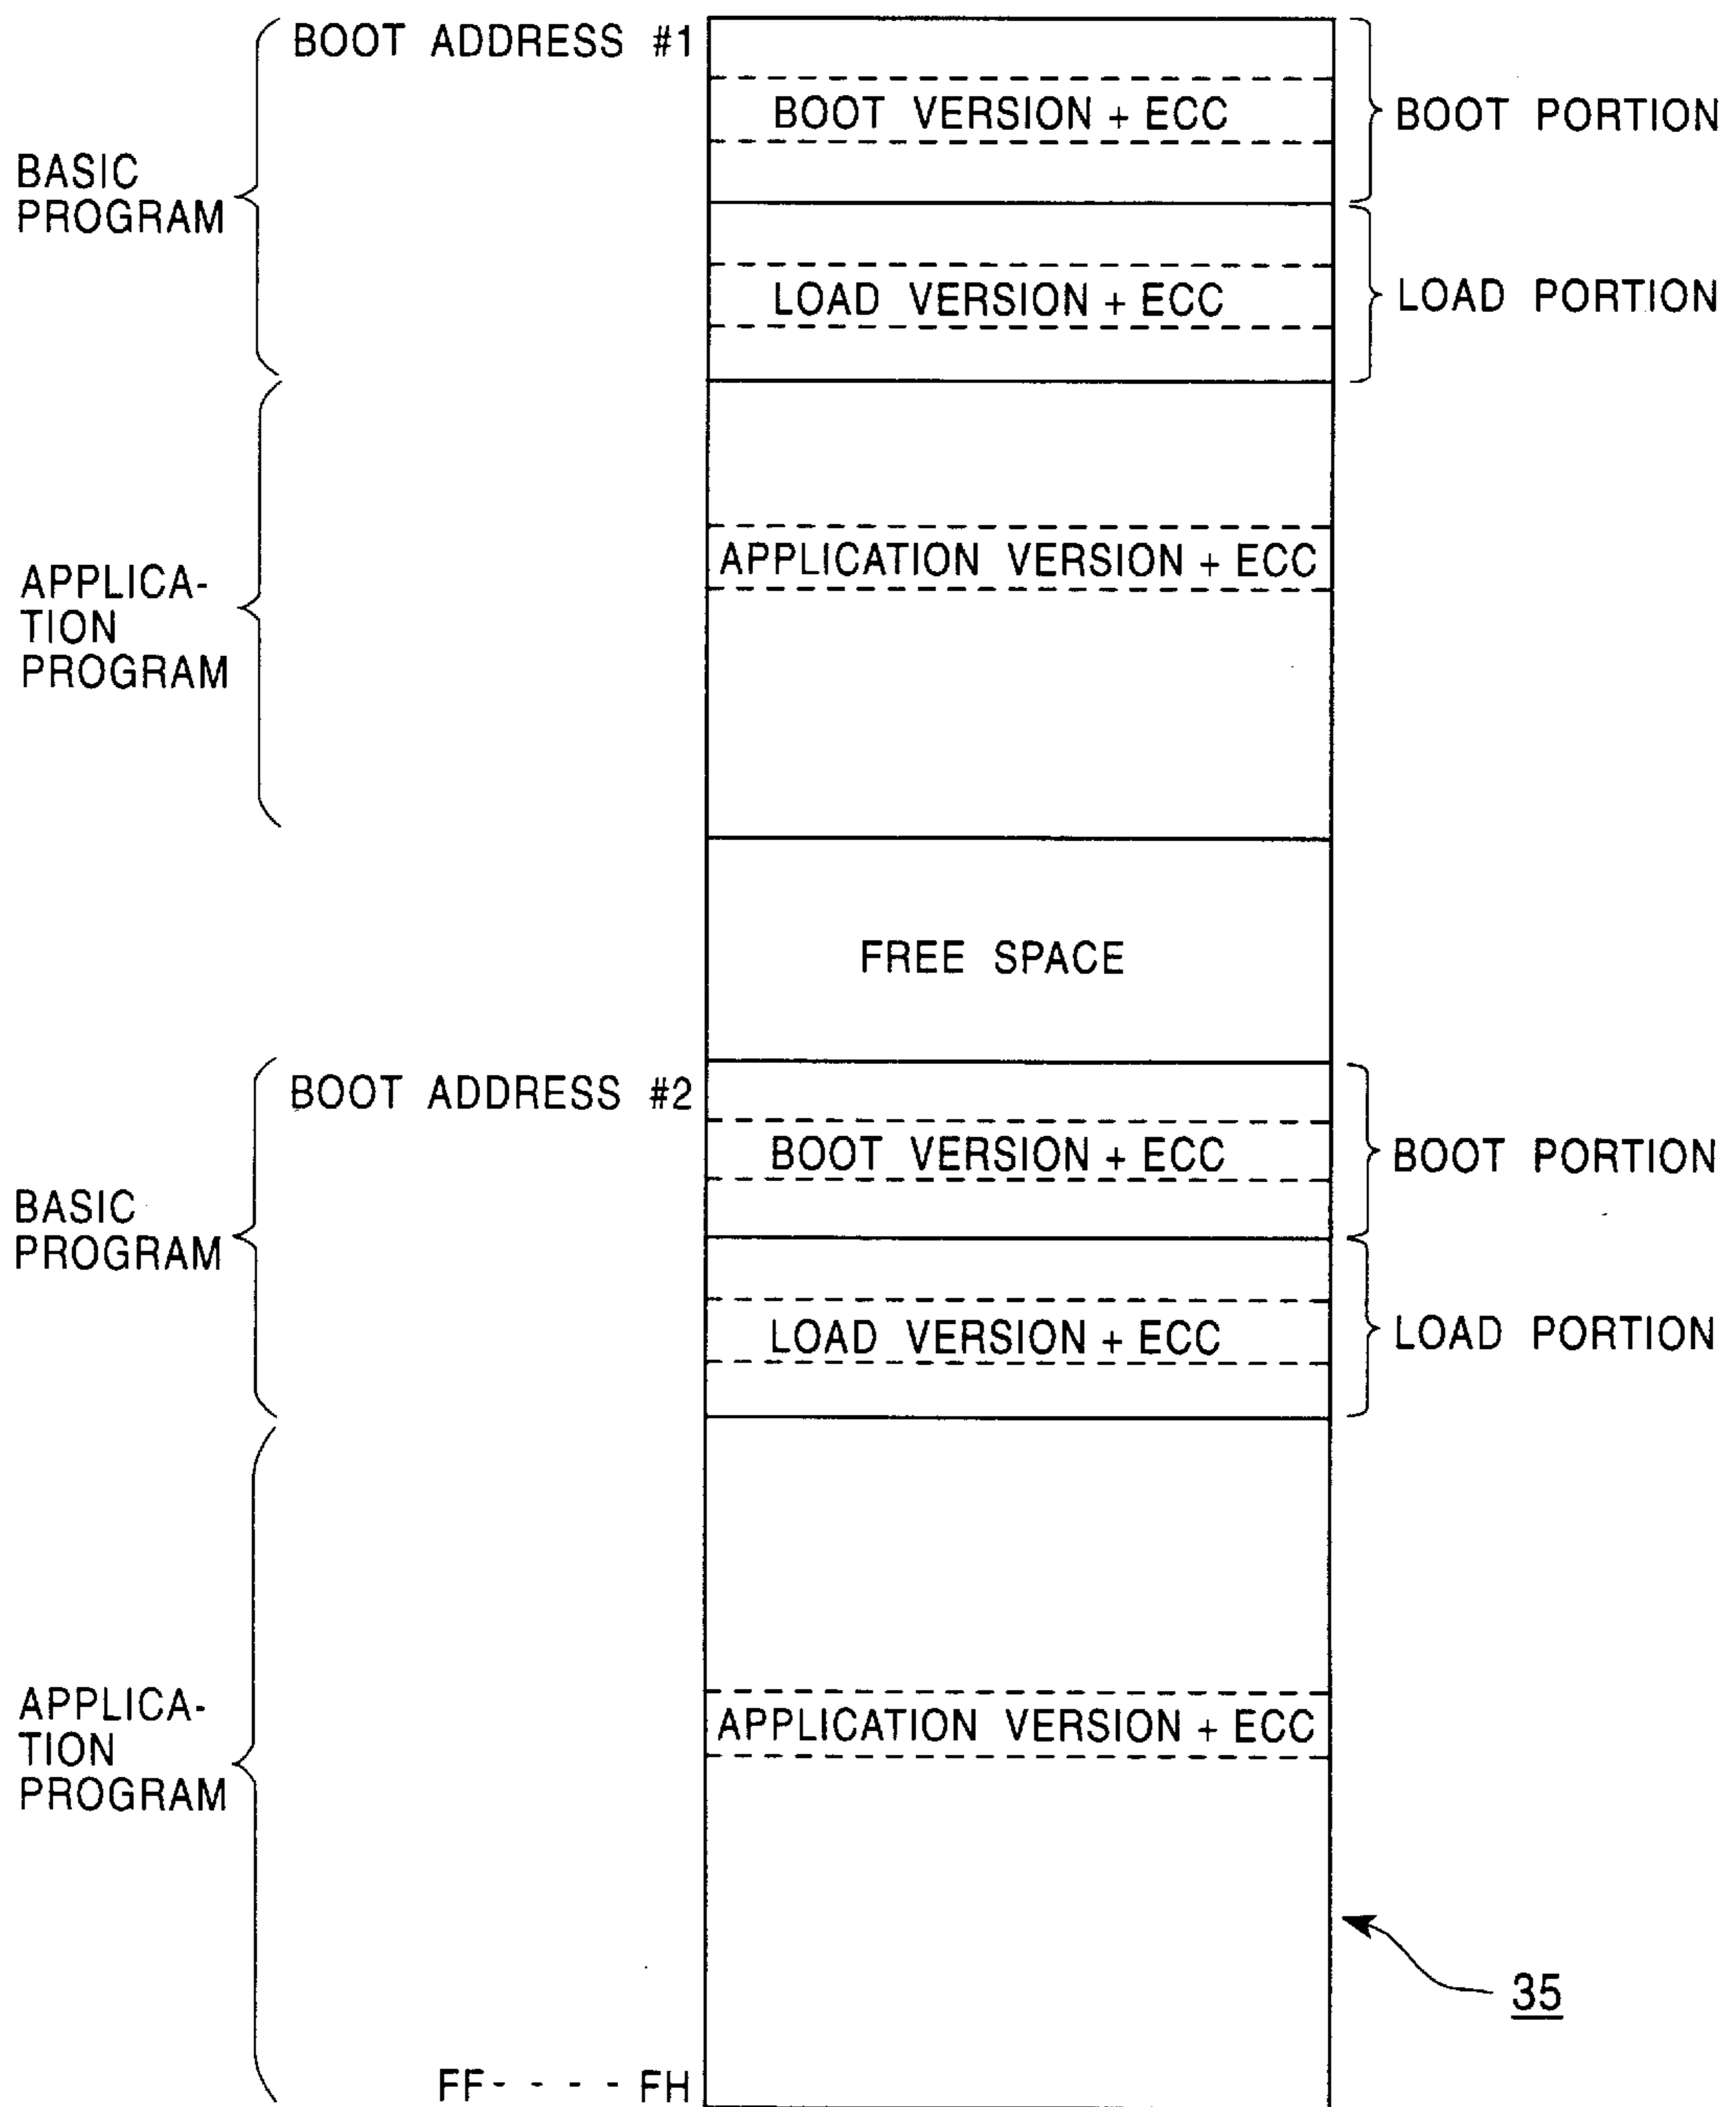 BOOT ADDRESS #1
BOOT VERSION + ECC
BOOT PORTION
BASIC
PROGRAM
LOAD VERSION + ECC
LOAD PORTION
APPLICATION VERSION + ECC
APPLICA-
TION
PROGRAM
FREE SPACE
BOOT ADDRESS #2
BOOT VERSION + ECC
BOOT PORTION
BASIC
PROGRAM
LOAD VERSION + ECC
LOAD PORTION
APPLICATION VERSION + ECC
APPLICA-
TION
PROGRAM
35
FF- - - - FH